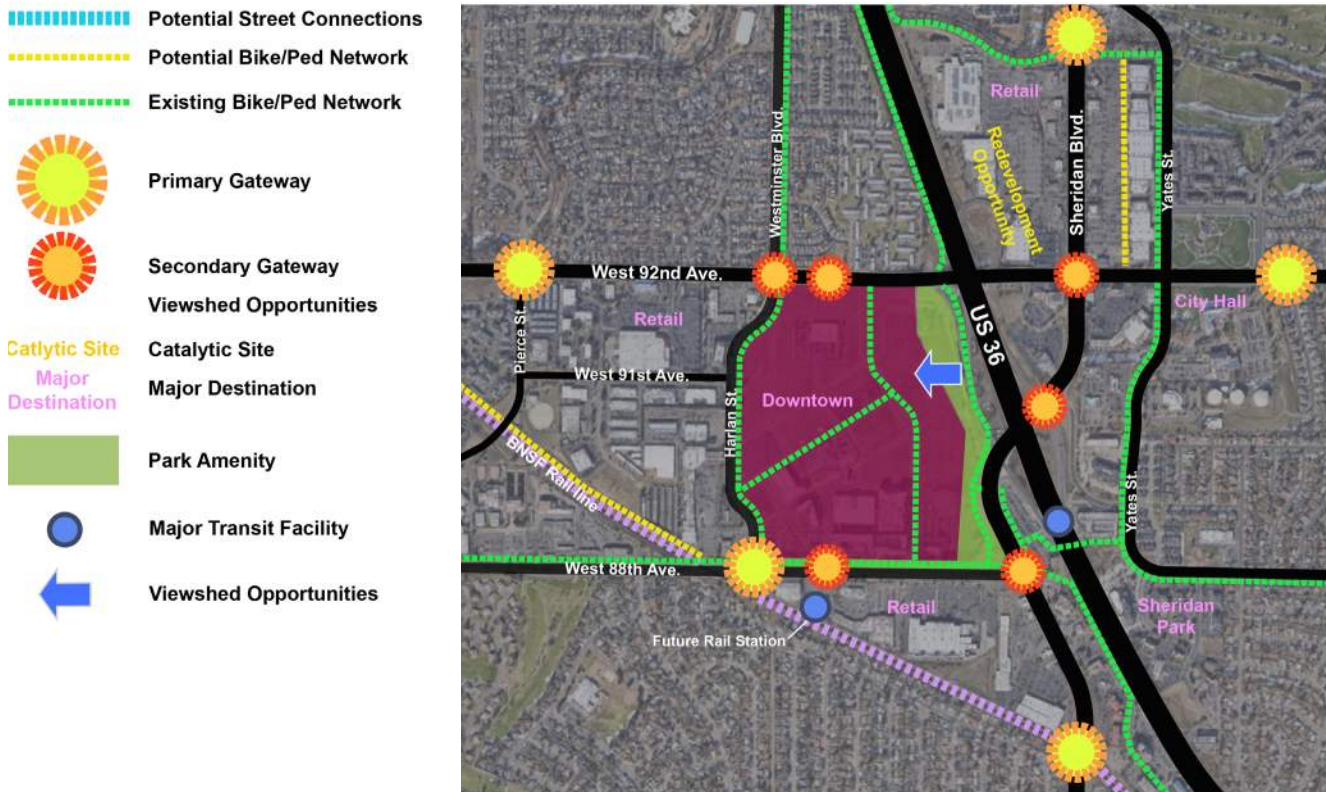 Potential Street Connections
Potential Bike/Ped Network
Existing Bike/Ped Network
Primary Gateway
Secondary Gateway
Viewshed Opportunities
Catlytic Site
Catalytic Site
Major
Destination
Major Destination
Park Amenity
Major Transit Facility
Viewshed Opportunities
Retail
Redevelopment
Opportunity
Sheridan Blvd.
Yates St.
Westminster Blvd.
West 92nd Ave.
City Hall
Pierce St.
Retail
US 36
West 91st Ave.
Harlan St.
Downtown
BNSF Rail line
Yates St.
West 88th Ave.
Retail
Sheridan
Park
Future Rail Station